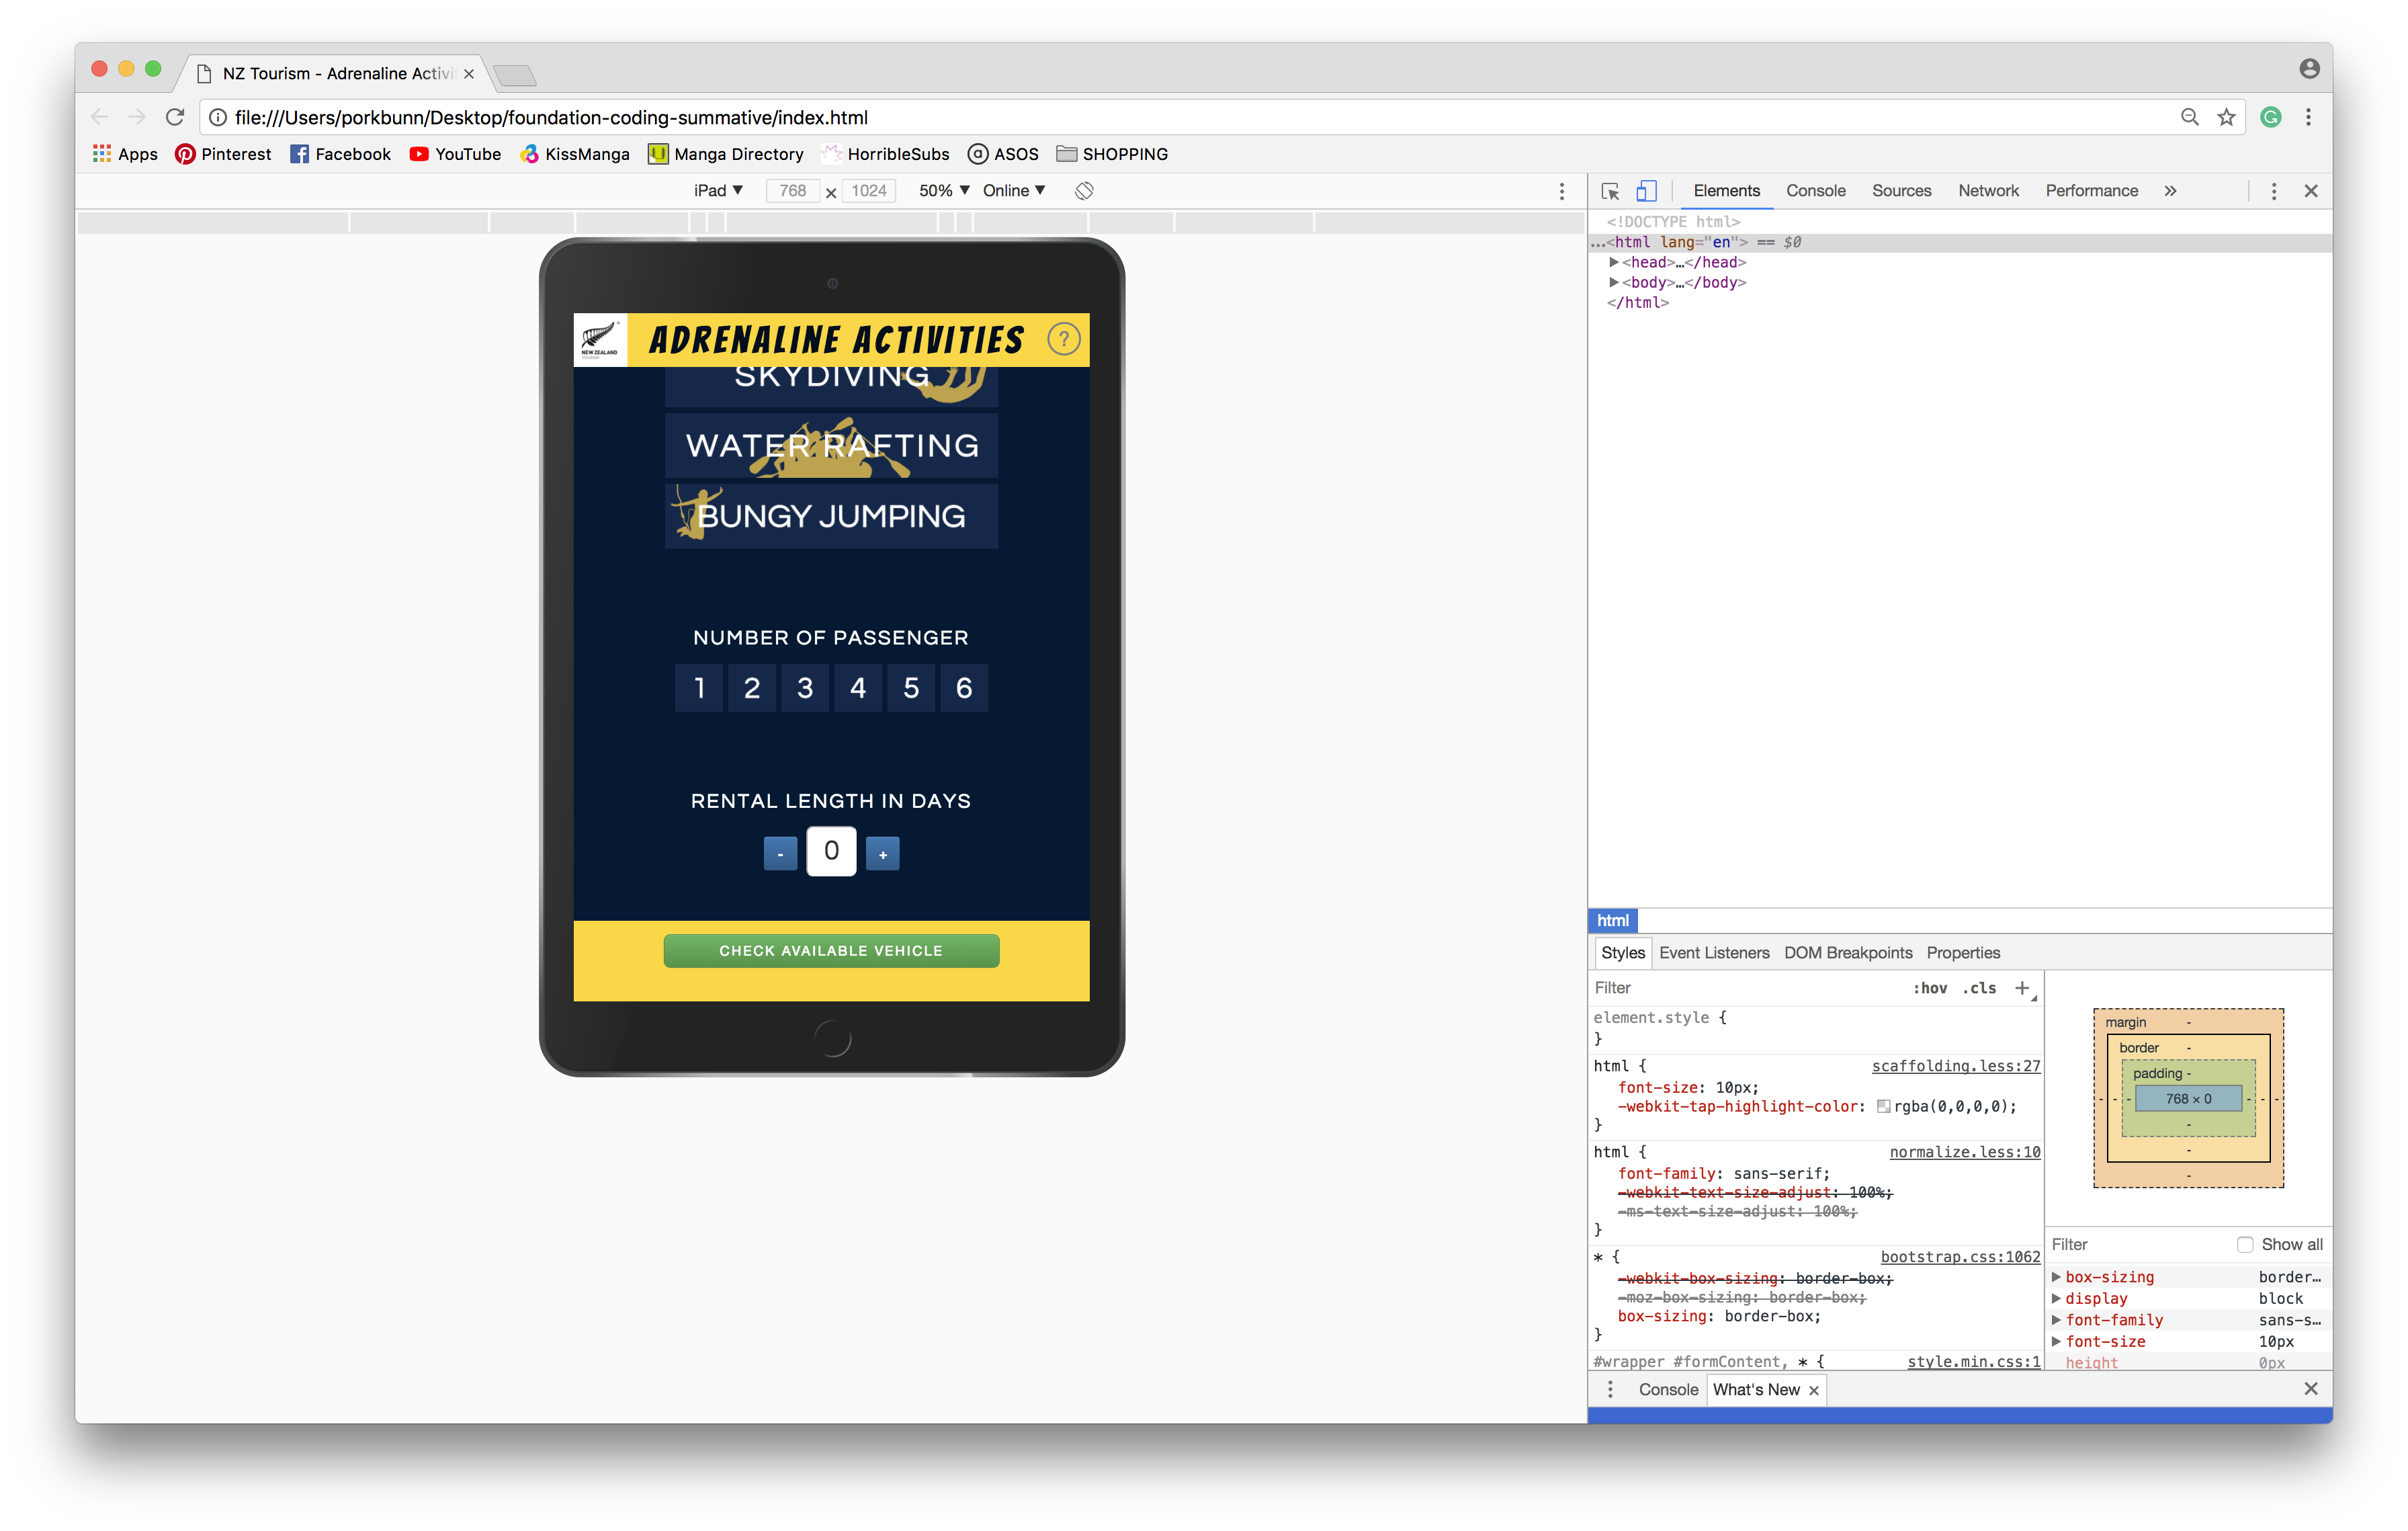 NZ Tourism - Adrenaline Activi
file:///Users/porkbunn/Desktop/foundation-coding-summative/index.html
Apps Pinterest Facebook YouTube KissManga Manga Directory HorribleSubs ASOS SHOPPING
iPad ▼ 768 × 1024 50% ▼ Online ▼
NEW ZEALAND
ADRENALINE ACTIVITIES ?
SKYDIVING
WATER RAFTING
BUNGY JUMPING
NUMBER OF PASSENGER
1 2 3 4 5 6
RENTAL LENGTH IN DAYS
- 0 +
CHECK AVAILABLE VEHICLE
Elements Console Sources Network Performance »
<!DOCTYPE html>
...<html lang="en"> == $0
▶<head>…</head>
▶<body>…</body>
</html>
html
Styles Event Listeners DOM Breakpoints Properties
Filter :hov .cls +
element.style {
}
html { scaffolding.less:27
font-size: 10px;
-webkit-tap-highlight-color: rgba(0,0,0,0);
}
html { normalize.less:10
font-family: sans-serif;
-webkit-text-size-adjust: 100%;
-ms-text-size-adjust: 100%;
}
* { bootstrap.css:1062
-webkit-box-sizing: border-box;
-moz-box-sizing: border-box;
box-sizing: border-box;
}
#wrapper #formContent, * { style.min.css:1
margin -
border -
padding -
- - - 768 × 0 - - -
-
-
-
Filter Show all
▶ box-sizing border…
▶ display block
▶ font-family sans-s…
▶ font-size 10px
height 0px
Console What's New ×